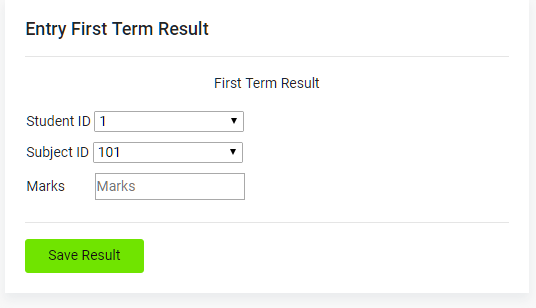 Entry First Term Result
First Term Result
Student ID 1
Subject ID 101
Marks Marks
Save Result